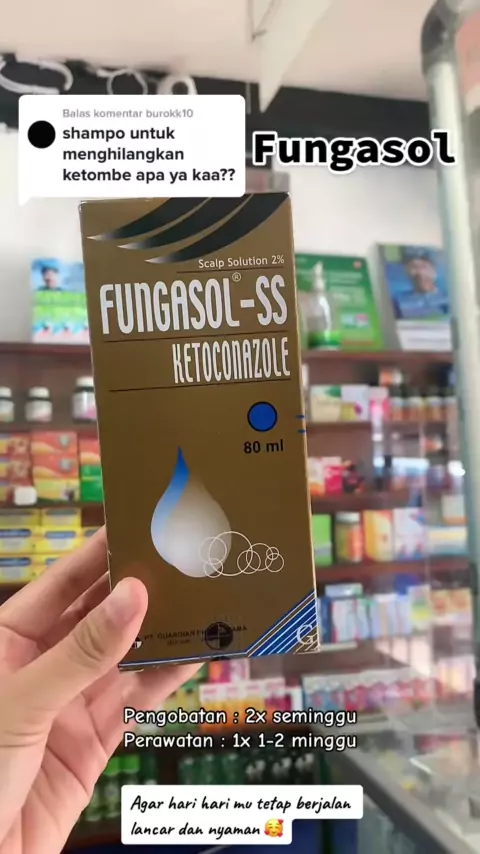 Balas komentar burokk10
shampo untuk
menghilangkan
ketombe apa ya kaa??
Fungasol
Scalp Solution 2%
FUNGASOL®-SS
KETOCONAZOLE
80 ml
G
Pengobatan : 2x seminggu
Perawatan : 1x 1-2 minggu
Agar hari hari mu tetap berjalan
lancar dan nyaman 🥰